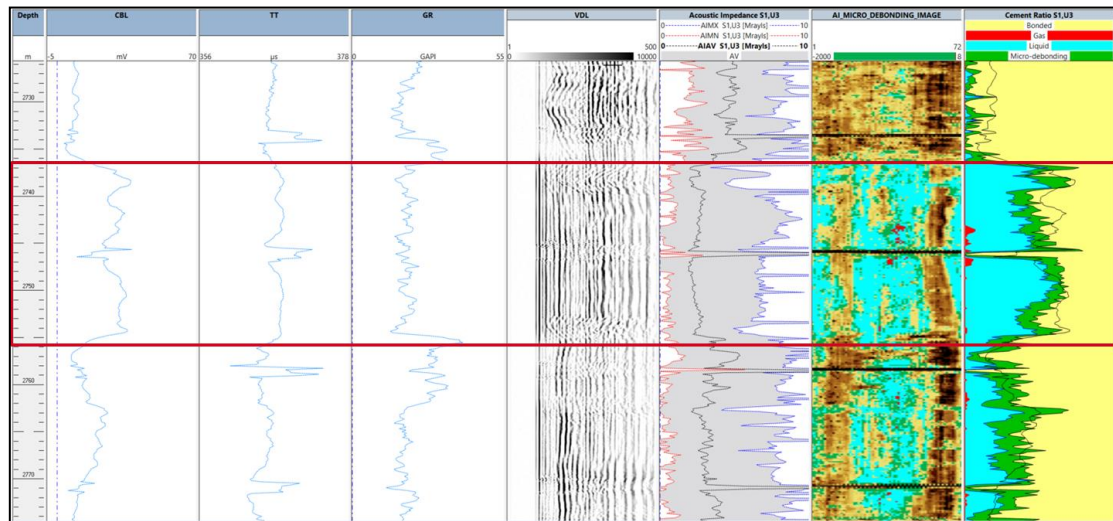 Depth CBL TT GR VDL Acoustic Impedance S1,U3 AI_MICRO_DEBONDING_IMAGE Cement Ratio S1,U3
0 AIMX S1,U3 [Mrayls] 10 Bonded
0 AIMN S1,U3 [Mrayls] 10 Gas
1 500 0 AIAV S1,U3 [Mrayls] 10 1 72 Liquid
m -5 mV 70 356 µs 378 0 GAPI 55 10000 AV -2000 8 Micro-debonding
2730
2740
2750
2760
2770